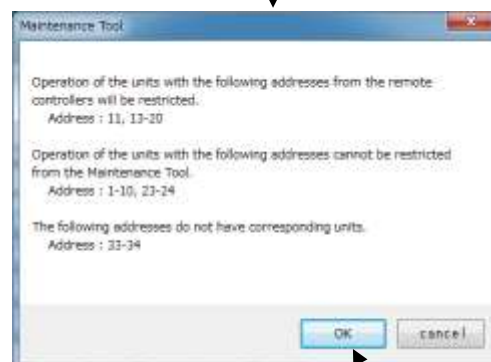 Maintenance Tool
Operation of the units with the following addresses from the remote
controllers will be restricted.
Address : 11, 13-20
Operation of the units with the following addresses cannot be restricted
from the Maintenance Tool.
Address : 1-10, 23-24
The following addresses do not have corresponding units.
Address : 33-34
OK
cancel